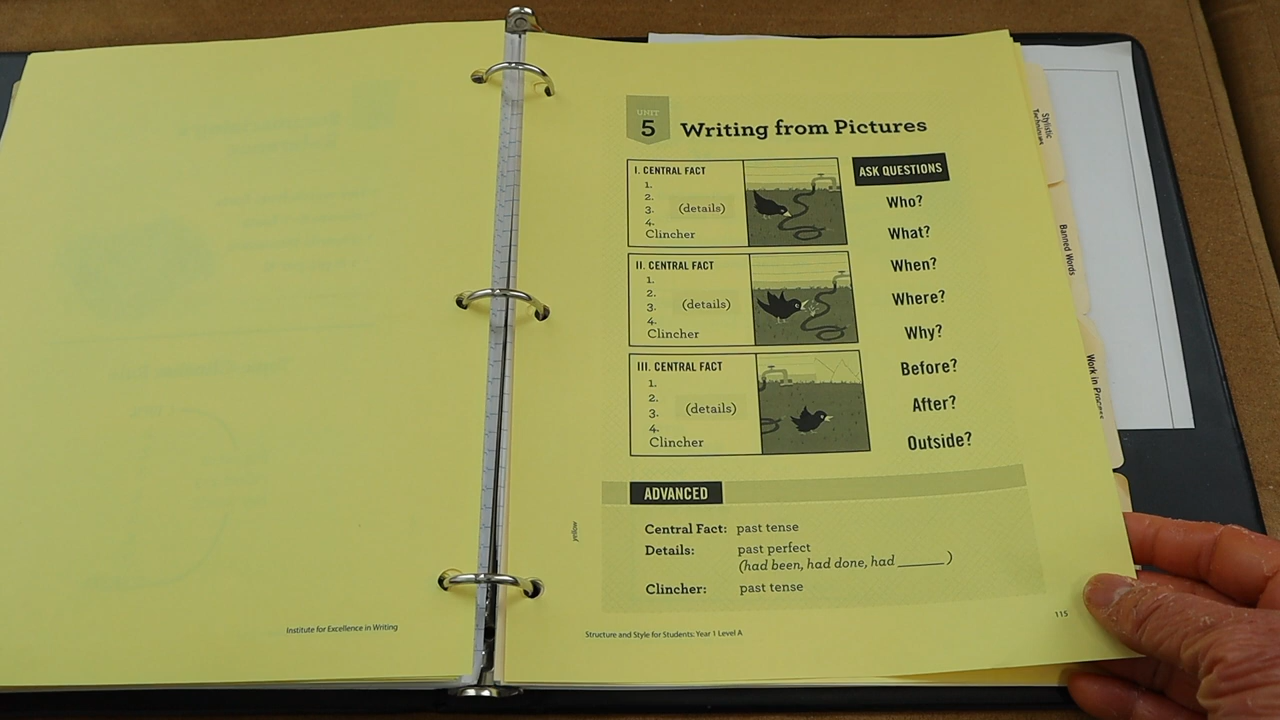 UNIT
5
Writing from Pictures
I. CENTRAL FACT
1.
2.
3. (details)
4.
Clincher
II. CENTRAL FACT
1.
2.
3. (details)
4.
Clincher
III. CENTRAL FACT
1.
2.
3. (details)
4.
Clincher
ASK QUESTIONS
Who?
What?
When?
Where?
Why?
Before?
After?
Outside?
ADVANCED
Central Fact: past tense
Details: past perfect
(had been, had done, had ______)
Clincher: past tense
yellow
115
Institute for Excellence in Writing
Structure and Style for Students: Year 1 Level A
Stylistic
Techniques
Banned Words
Work in Process